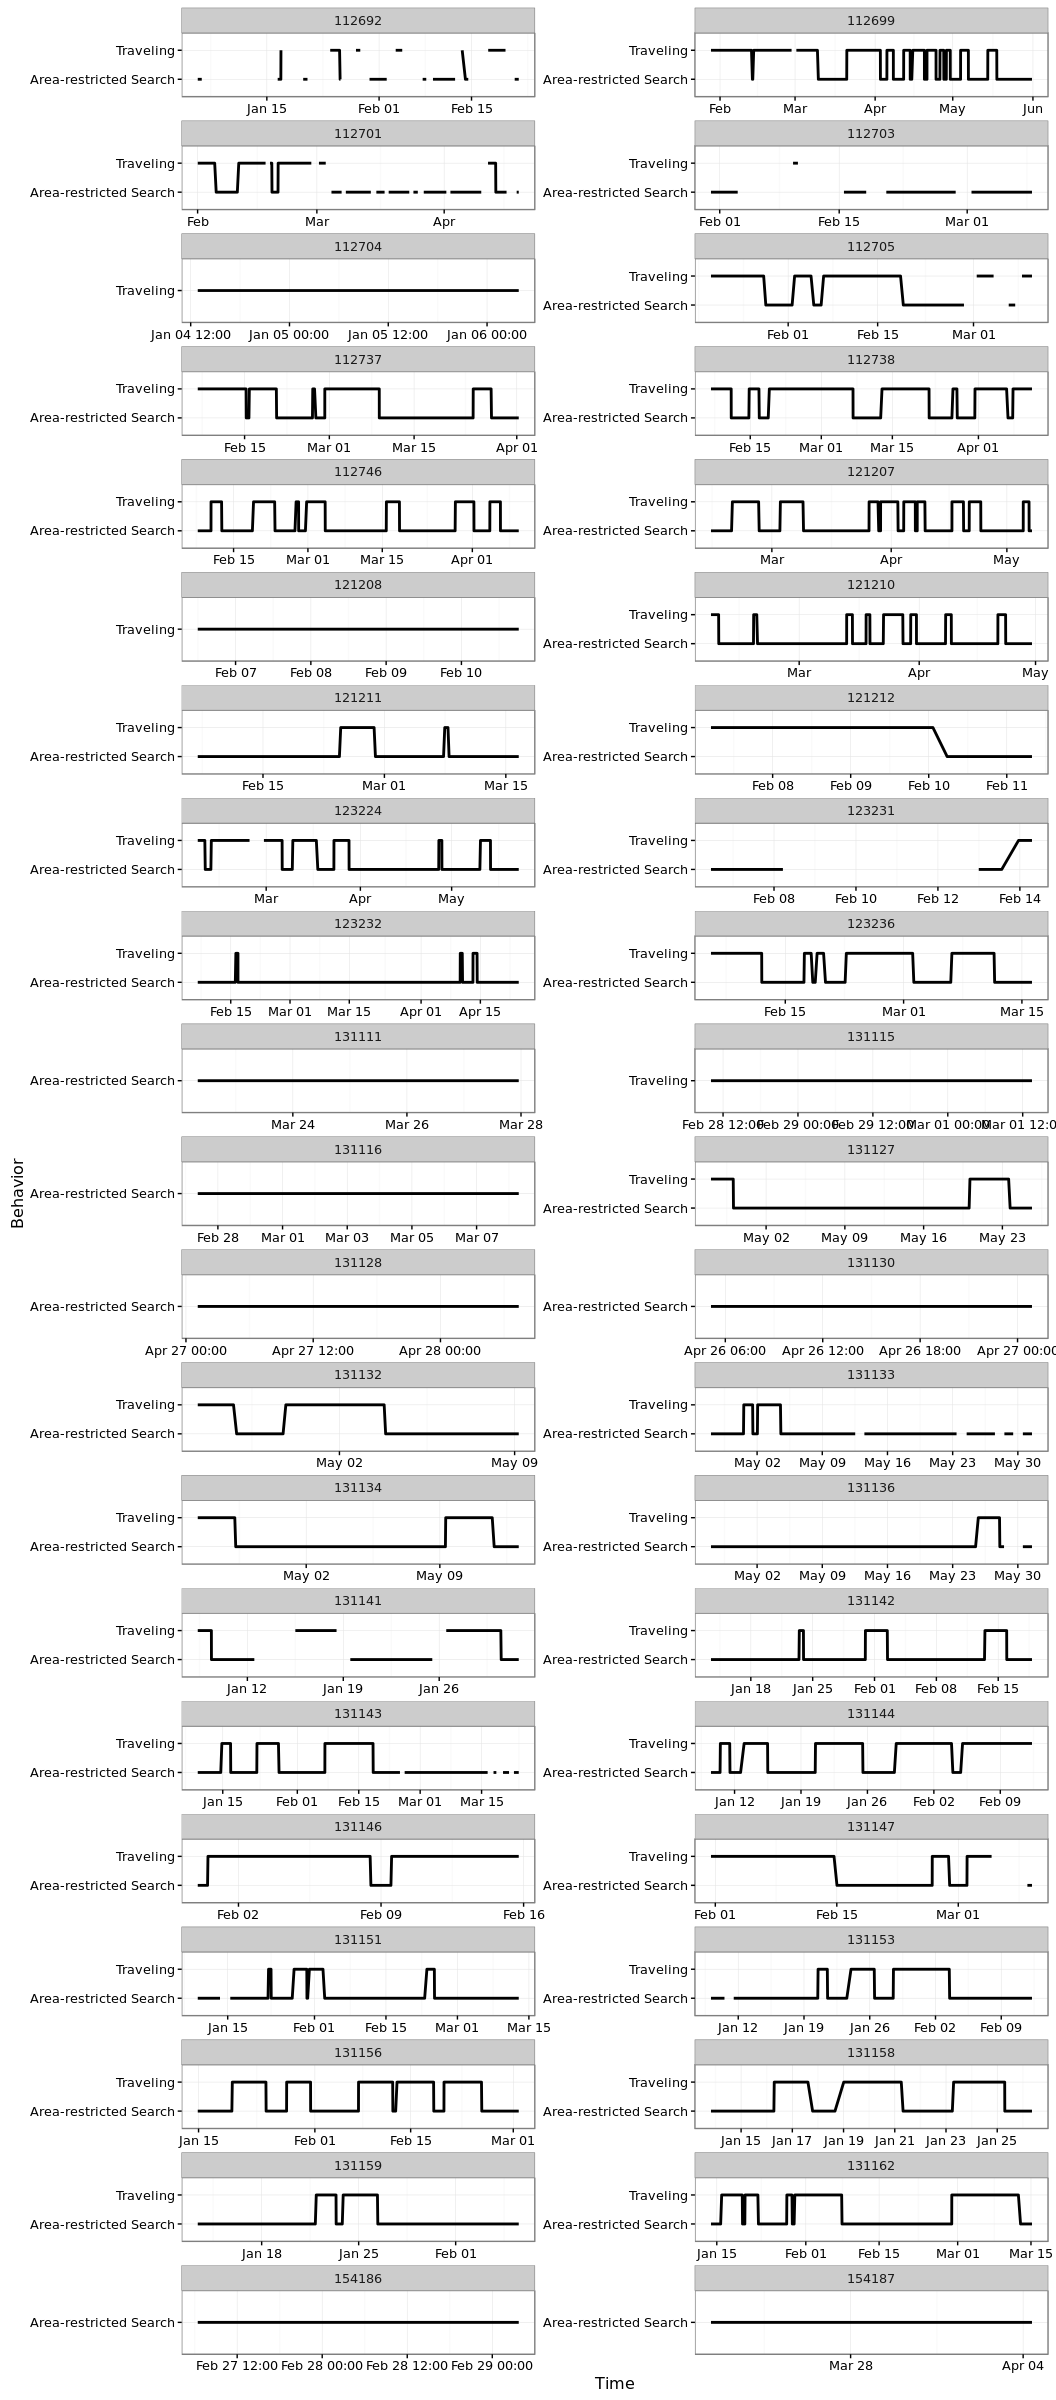 112692 112699
Traveling Traveling
Area-restricted Search Area-restricted Search
Jan 15 Feb 01 Feb 15 Feb Mar Apr May Jun
112701 112703
Traveling Traveling
Area-restricted Search Area-restricted Search
Feb Mar Apr Feb 01 Feb 15 Mar 01
112704 112705
Traveling Traveling
Area-restricted Search
Jan 04 12:00 Jan 05 00:00 Jan 05 12:00 Jan 06 00:00 Feb 01 Feb 15 Mar 01
112737 112738
Traveling Traveling
Area-restricted Search Area-restricted Search
Feb 15 Mar 01 Mar 15 Apr 01 Feb 15 Mar 01 Mar 15 Apr 01
112746 121207
Traveling Traveling
Area-restricted Search Area-restricted Search
Feb 15 Mar 01 Mar 15 Apr 01 Mar Apr May
121208 121210
Traveling Traveling
Area-restricted Search
Feb 07 Feb 08 Feb 09 Feb 10 Mar Apr May
121211 121212
Traveling Traveling
Area-restricted Search Area-restricted Search
Feb 15 Mar 01 Mar 15 Feb 08 Feb 09 Feb 10 Feb 11
123224 123231
Traveling Traveling
Area-restricted Search Area-restricted Search
Mar Apr May Feb 08 Feb 10 Feb 12 Feb 14
123232 123236
Traveling Traveling
Area-restricted Search Area-restricted Search
Feb 15 Mar 01 Mar 15 Apr 01 Apr 15 Feb 15 Mar 01 Mar 15
131111 131115
Area-restricted Search Traveling
Mar 24 Mar 26 Mar 28 Feb 28 12:00 Feb 29 00:00 Feb 29 12:00 Mar 01 00:00 Mar 01 12:0
131116 131127
Area-restricted Search Traveling
Area-restricted Search
Feb 28 Mar 01 Mar 03 Mar 05 Mar 07 May 02 May 09 May 16 May 23
Behavior
131128 131130
Area-restricted Search Area-restricted Search
Apr 27 00:00 Apr 27 12:00 Apr 28 00:00 Apr 26 06:00 Apr 26 12:00 Apr 26 18:00 Apr 27 00:00
131132 131133
Traveling Traveling
Area-restricted Search Area-restricted Search
May 02 May 09 May 02 May 09 May 16 May 23 May 30
131134 131136
Traveling Traveling
Area-restricted Search Area-restricted Search
May 02 May 09 May 02 May 09 May 16 May 23 May 30
131141 131142
Traveling Traveling
Area-restricted Search Area-restricted Search
Jan 12 Jan 19 Jan 26 Jan 18 Jan 25 Feb 01 Feb 08 Feb 15
131143 131144
Traveling Traveling
Area-restricted Search Area-restricted Search
Jan 15 Feb 01 Feb 15 Mar 01 Mar 15 Jan 12 Jan 19 Jan 26 Feb 02 Feb 09
131146 131147
Traveling Traveling
Area-restricted Search Area-restricted Search
Feb 02 Feb 09 Feb 16 Feb 01 Feb 15 Mar 01
131151 131153
Traveling Traveling
Area-restricted Search Area-restricted Search
Jan 15 Feb 01 Feb 15 Mar 01 Mar 15 Jan 12 Jan 19 Jan 26 Feb 02 Feb 09
131156 131158
Traveling Traveling
Area-restricted Search Area-restricted Search
Jan 15 Feb 01 Feb 15 Mar 01 Jan 15 Jan 17 Jan 19 Jan 21 Jan 23 Jan 25
131159 131162
Traveling Traveling
Area-restricted Search Area-restricted Search
Jan 18 Jan 25 Feb 01 Jan 15 Feb 01 Feb 15 Mar 01 Mar 15
154186 154187
Area-restricted Search Area-restricted Search
Feb 27 12:00 Feb 28 00:00 Feb 28 12:00 Feb 29 00:00 Mar 28 Apr 04
Time